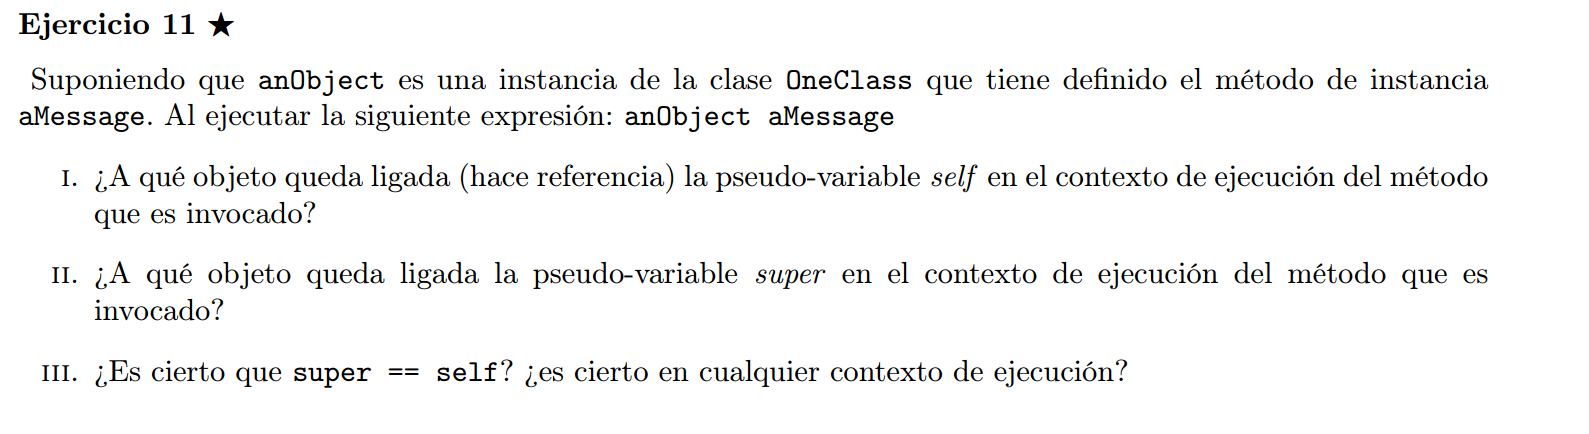 Ejercicio 11 ★
Suponiendo que anObject es una instancia de la clase OneClass que tiene definido el método de instancia
aMessage. Al ejecutar la siguiente expresión: anObject aMessage
I. ¿A qué objeto queda ligada (hace referencia) la pseudo-variable self en el contexto de ejecución del método
que es invocado?
II. ¿A qué objeto queda ligada la pseudo-variable super en el contexto de ejecución del método que es
invocado?
III. ¿Es cierto que super == self? ¿es cierto en cualquier contexto de ejecución?